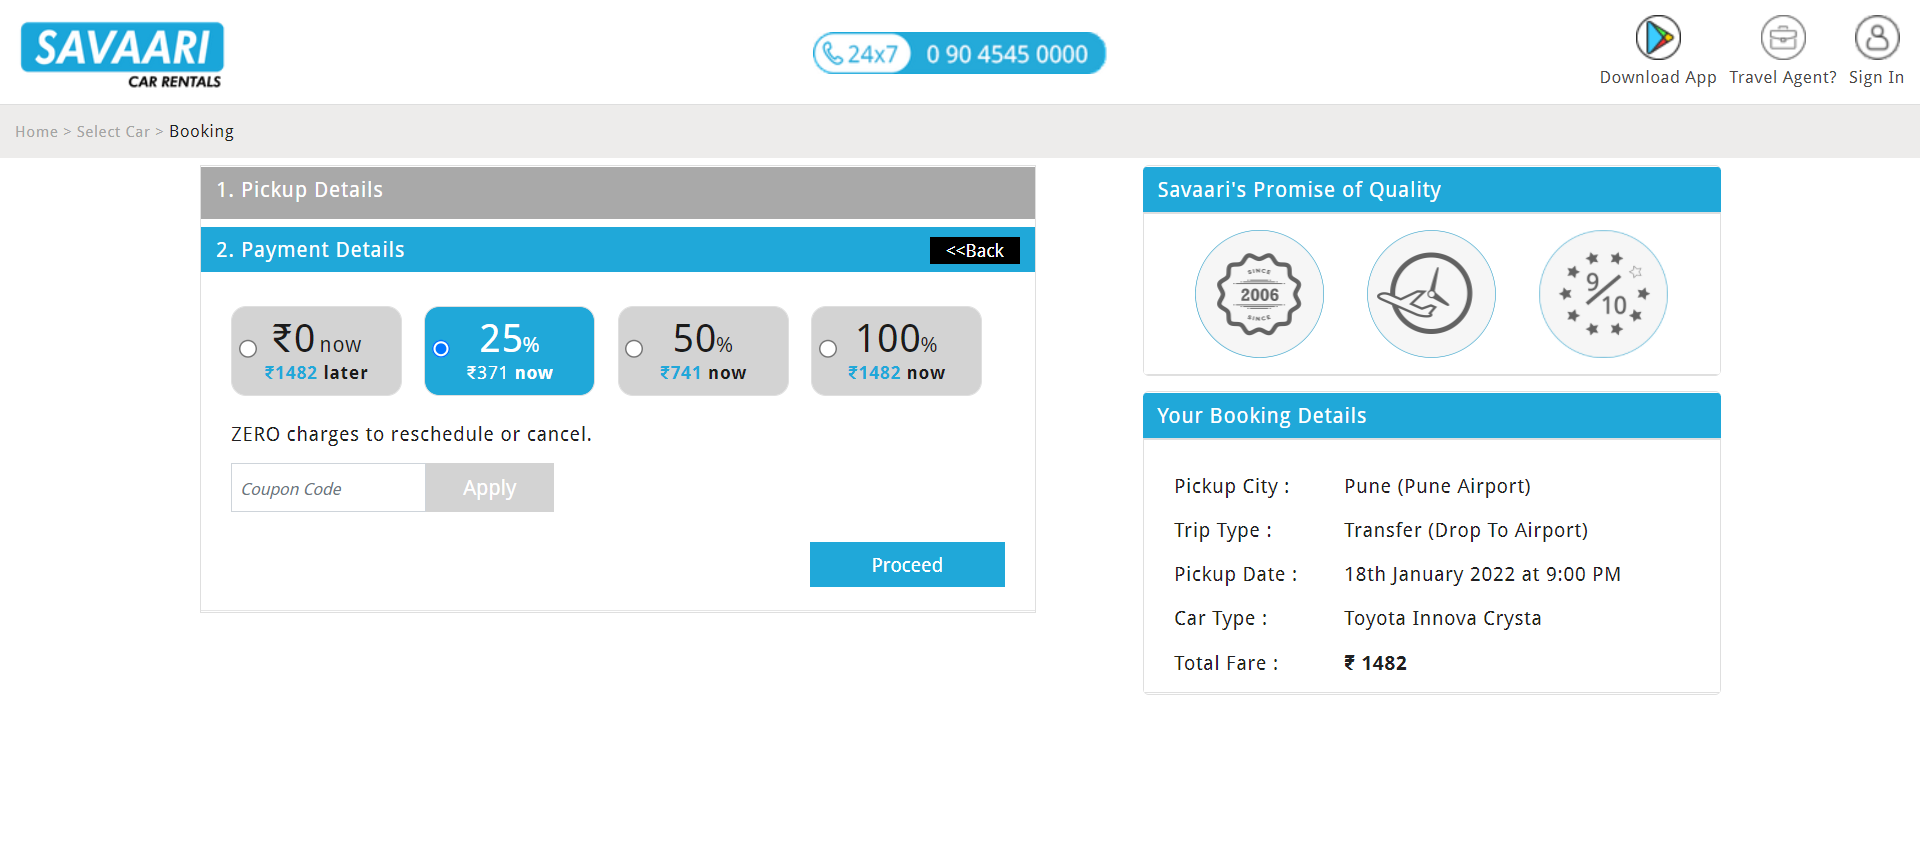 SAVAARI
CAR RENTALS
24x7 0 90 4545 0000
Download App
Travel Agent?
Sign In
Home > Select Car > Booking
1. Pickup Details
2. Payment Details
<<Back
₹0 now
₹1482 later
25%
₹371 now
50%
₹741 now
100%
₹1482 now
ZERO charges to reschedule or cancel.
Coupon Code
Apply
Proceed
Savaari's Promise of Quality
SINCE
2006
SINCE
9/10
Your Booking Details
Pickup City : Pune (Pune Airport)
Trip Type : Transfer (Drop To Airport)
Pickup Date : 18th January 2022 at 9:00 PM
Car Type : Toyota Innova Crysta
Total Fare : ₹ 1482